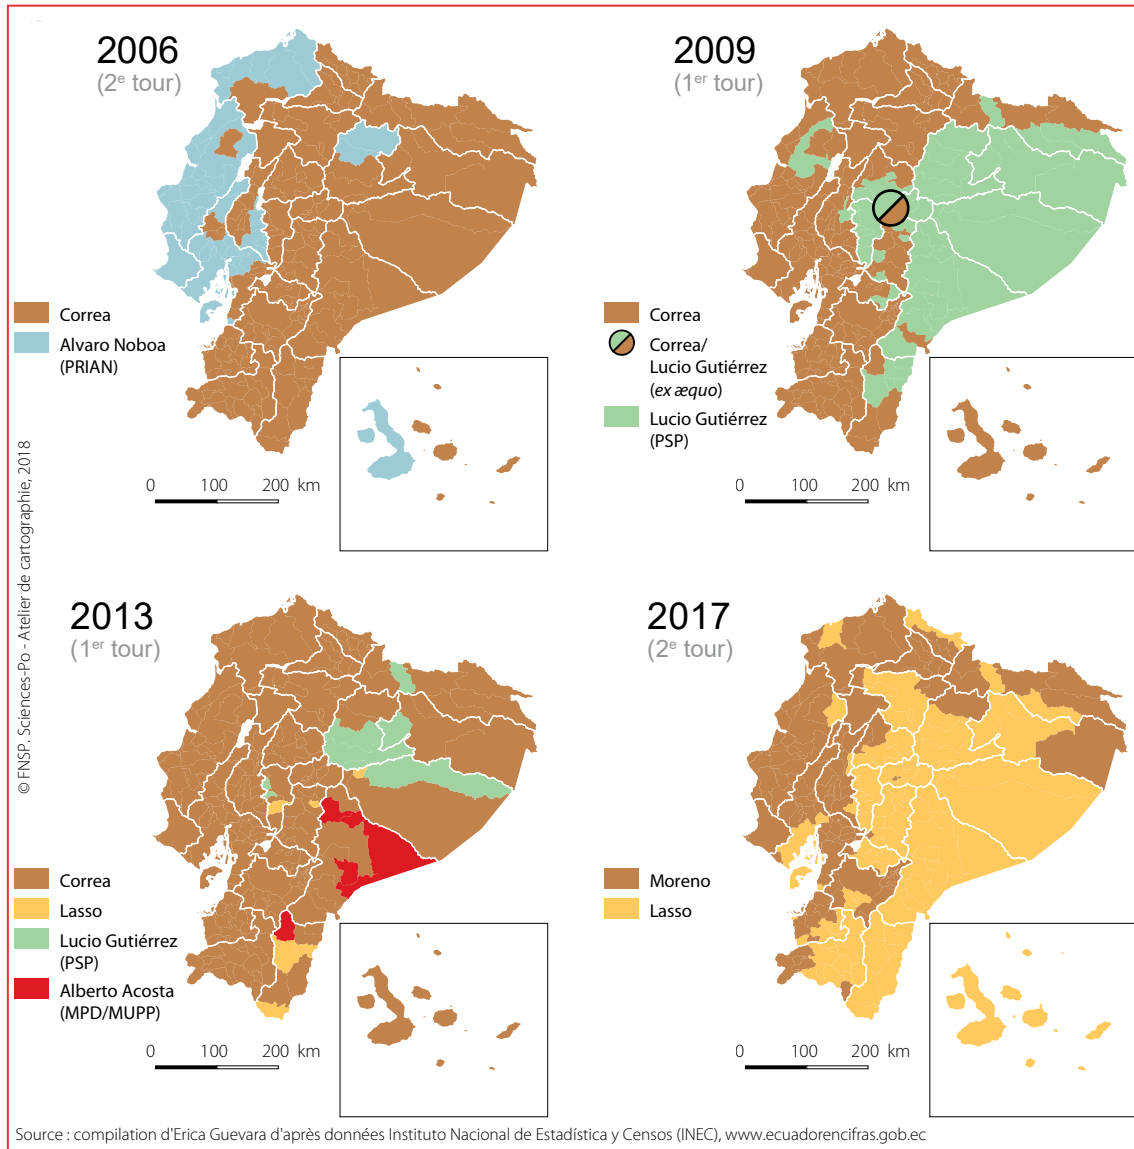 2006
(2e tour)
Correa
Alvaro Noboa
(PRIAN)
0 100 200 km
2009
(1er tour)
Correa
Correa/
Lucio Gutiérrez
(ex æquo)
Lucio Gutiérrez
(PSP)
0 100 200 km
© FNSP. Sciences-Po - Atelier de cartographie, 2018
2013
(1er tour)
Correa
Lasso
Lucio Gutiérrez
(PSP)
Alberto Acosta
(MPD/MUPP)
0 100 200 km
2017
(2e tour)
Moreno
Lasso
0 100 200 km
Source : compilation d'Erica Guevara d'après données Instituto Nacional de Estadística y Censos (INEC), www.ecuadorencifras.gob.ec